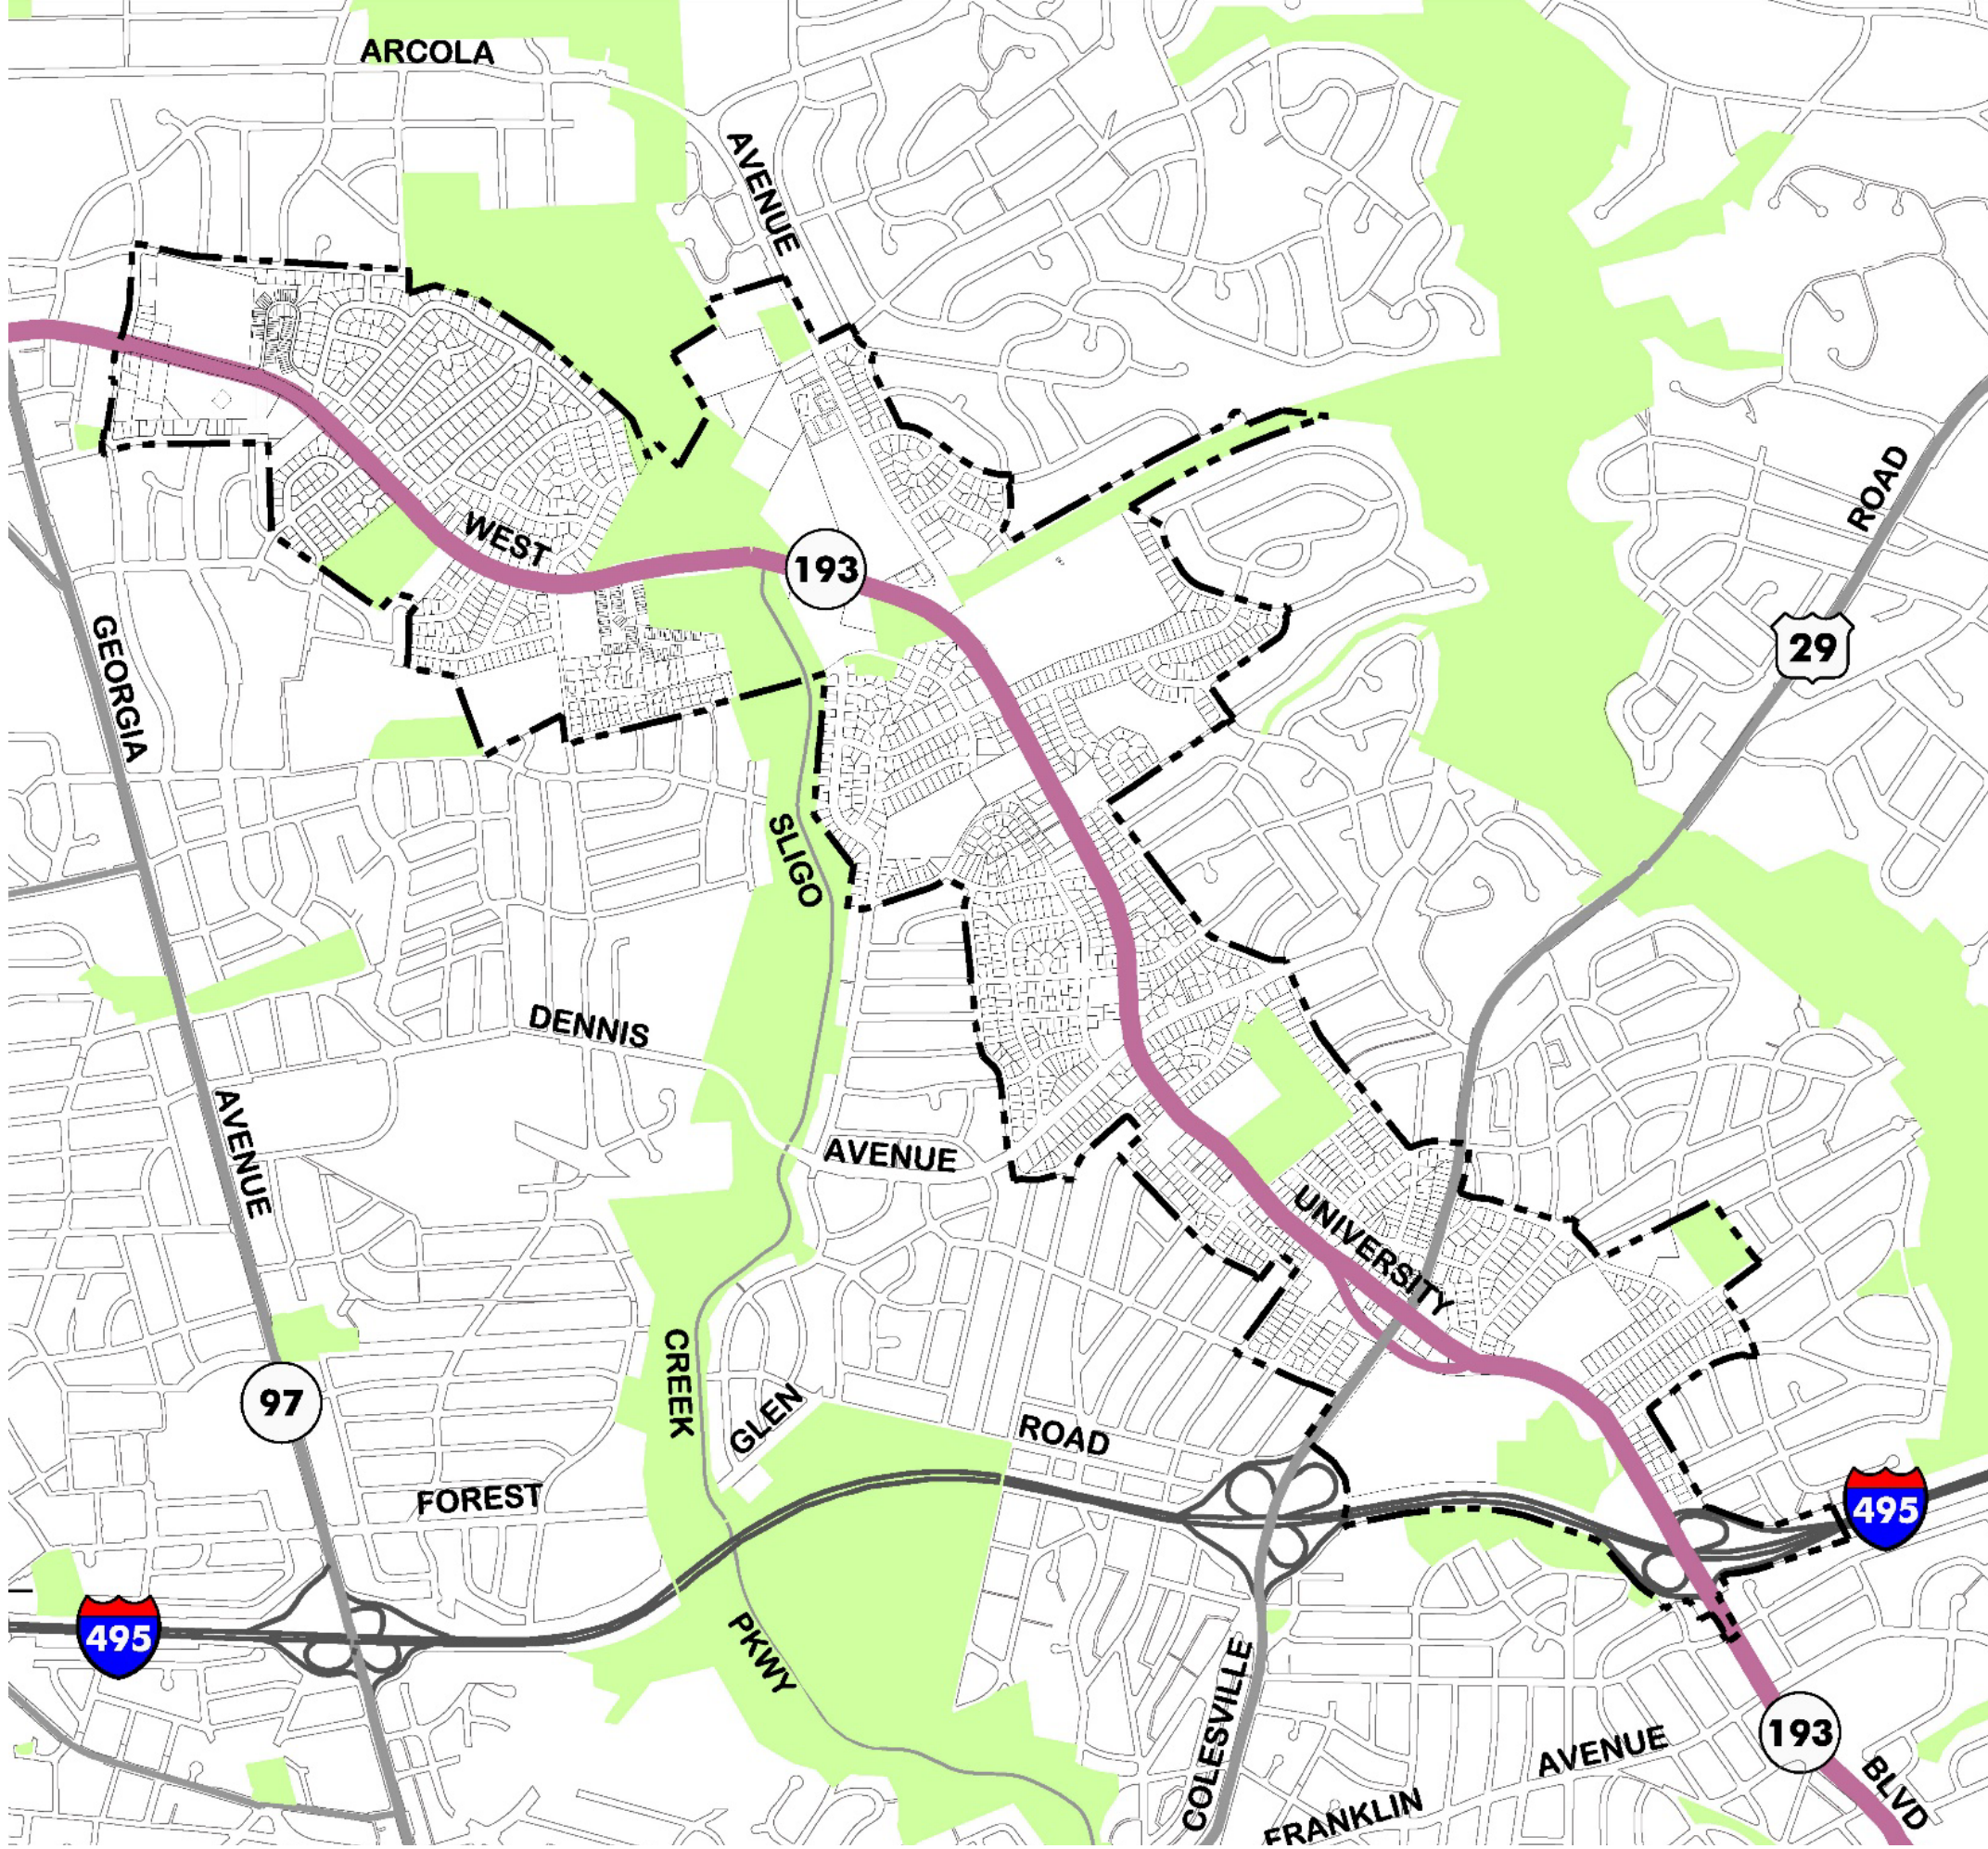 ARCOLA
AVENUE
WEST
193
ROAD
29
GEORGIA
SLIGO
DENNIS
AVENUE
AVENUE
UNIVERSITY
CREEK
97
GLEN
ROAD
FOREST
495
495
PKWY
COLESVILLE
193
AVENUE
BLVD
FRANKLIN